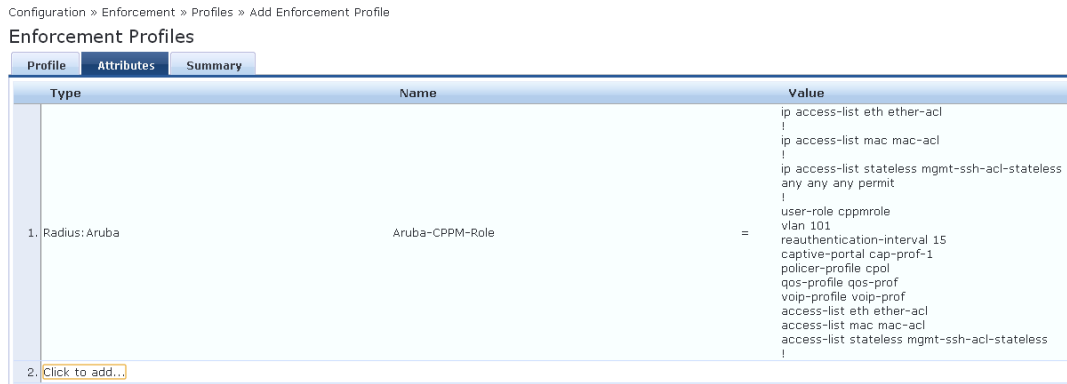 Configuration » Enforcement » Profiles » Add Enforcement Profile
Enforcement Profiles
Profile Attributes Summary
Type Name Value
ip access-list eth ether-acl
!
ip access-list mac mac-acl
!
ip access-list stateless mgmt-ssh-acl-stateless
any any any permit
!
user-role cppmrole
vlan 101
1. Radius:Aruba Aruba-CPPM-Role =
reauthentication-interval 15
captive-portal cap-prof-1
policer-profile cpol
qos-profile qos-prof
voip-profile voip-prof
access-list eth ether-acl
access-list mac mac-acl
access-list stateless mgmt-ssh-acl-stateless
!
2. Click to add...